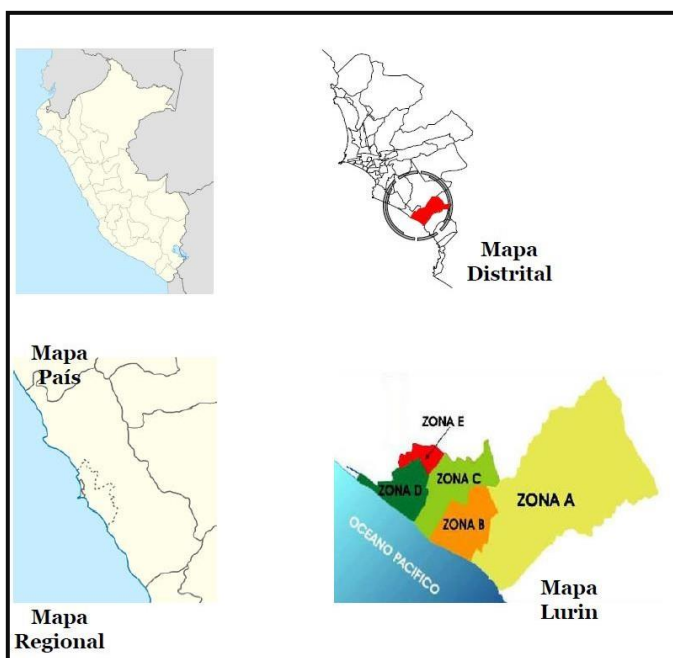 Mapa
Distrital
Mapa
País
Mapa
Regional
ZONA E
ZONA D
ZONA C
ZONA B
ZONA A
OCEANO PACIFICO
Mapa
Lurin